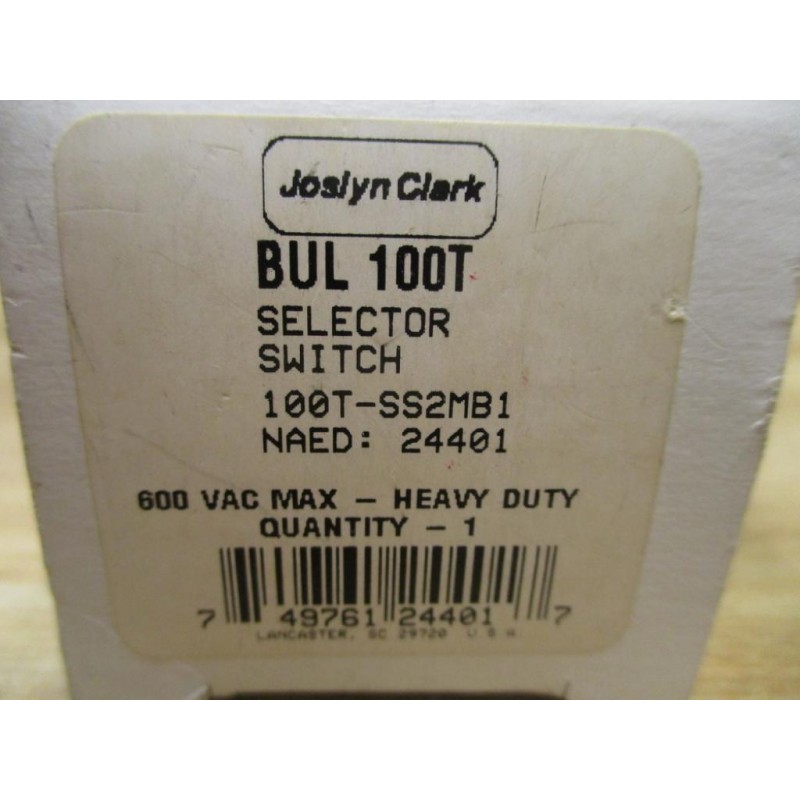 Joslyn Clark
BUL 100T
SELECTOR
SWITCH
100T-SS2MB1
NAED: 24401
600 VAC MAX - HEAVY DUTY
QUANTITY - 1
7 49761 24401 7
LANCASTER, SC 29720 U S A